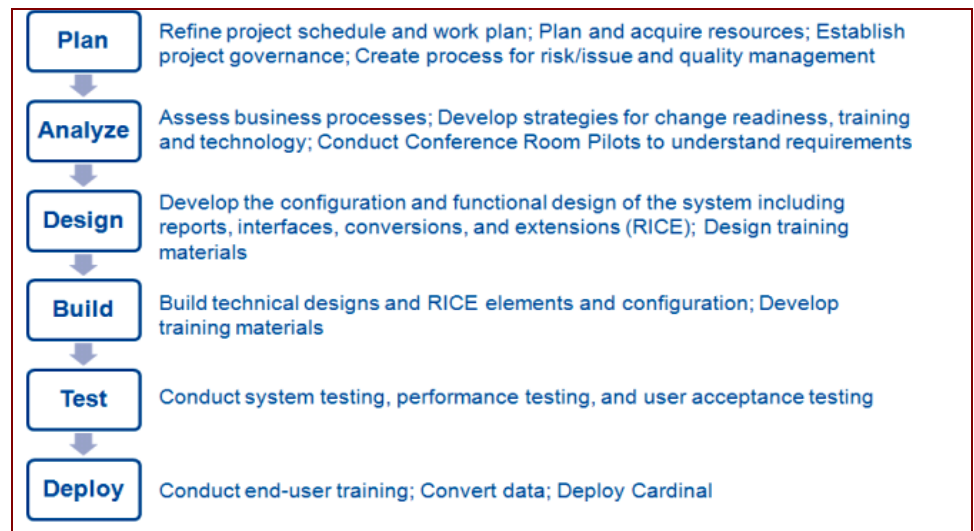 Plan
Refine project schedule and work plan; Plan and acquire resources; Establish
project governance; Create process for risk/issue and quality management
Analyze
Assess business processes; Develop strategies for change readiness, training
and technology; Conduct Conference Room Pilots to understand requirements
Design
Develop the configuration and functional design of the system including
reports, interfaces, conversions, and extensions (RICE); Design training
materials
Build
Build technical designs and RICE elements and configuration; Develop
training materials
Test
Conduct system testing, performance testing, and user acceptance testing
Deploy
Conduct end-user training; Convert data; Deploy Cardinal